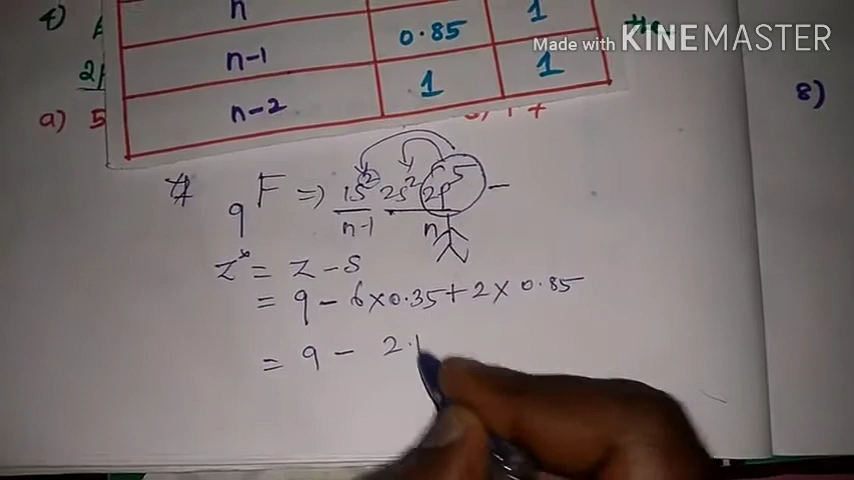 n 1
n-1 0.85 1
n-2 1 1
Made with KINEMASTER
a) 5
8)
9F ⇒ 1S² 2S² 2P⁵
n-1 n
Z* = Z - S
= 9 - 6×0.35+2×0.85
= 9 - 2.1